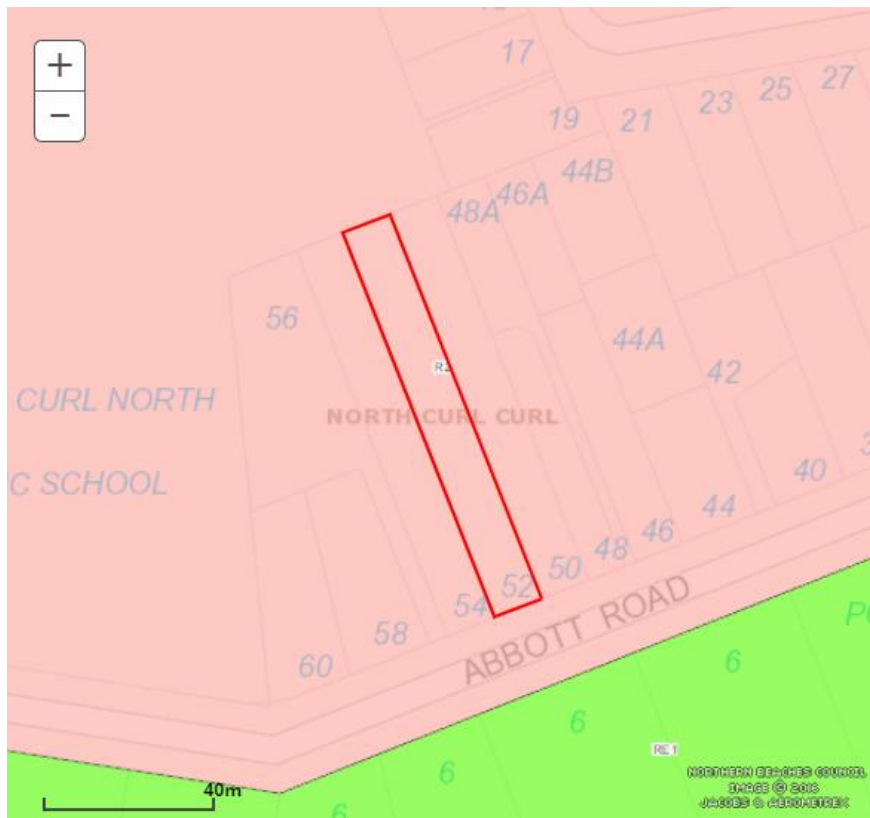 +
−
17
19
21
23
25
27
44B
46A
48A
56
44A
42
R2
CURL NORTH
NORTH CURL CURL
C SCHOOL
40
44
46
48
50
52
54
58
60
ABBOTT ROAD
6
6
RE1
6
6
40m
NORTHERN BEACHES COUNCIL
IMAGE © 2016
JACOBS & AEROMETREX